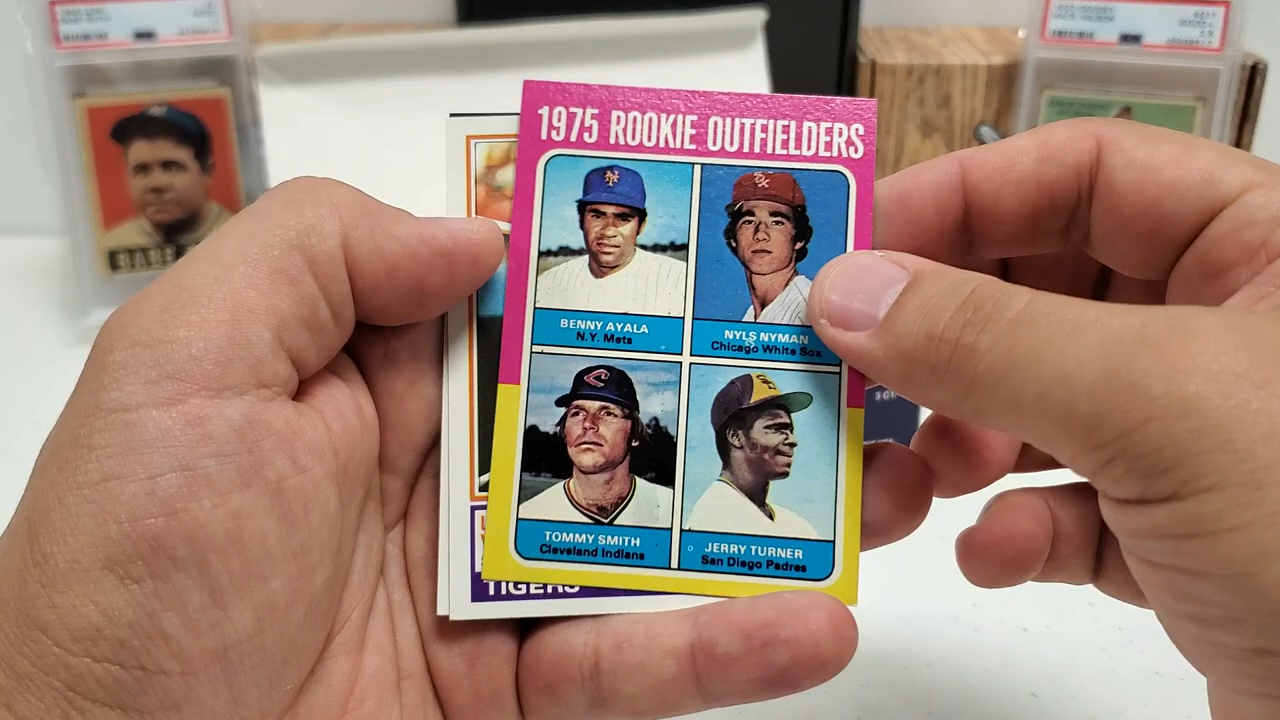 1975 ROOKIE OUTFIELDERS
BENNY AYALA
N.Y. Mets
NYLS NYMAN
Chicago White Sox
TOMMY SMITH
Cleveland Indians
JERRY TURNER
San Diego Padres
TIGERS
BABE